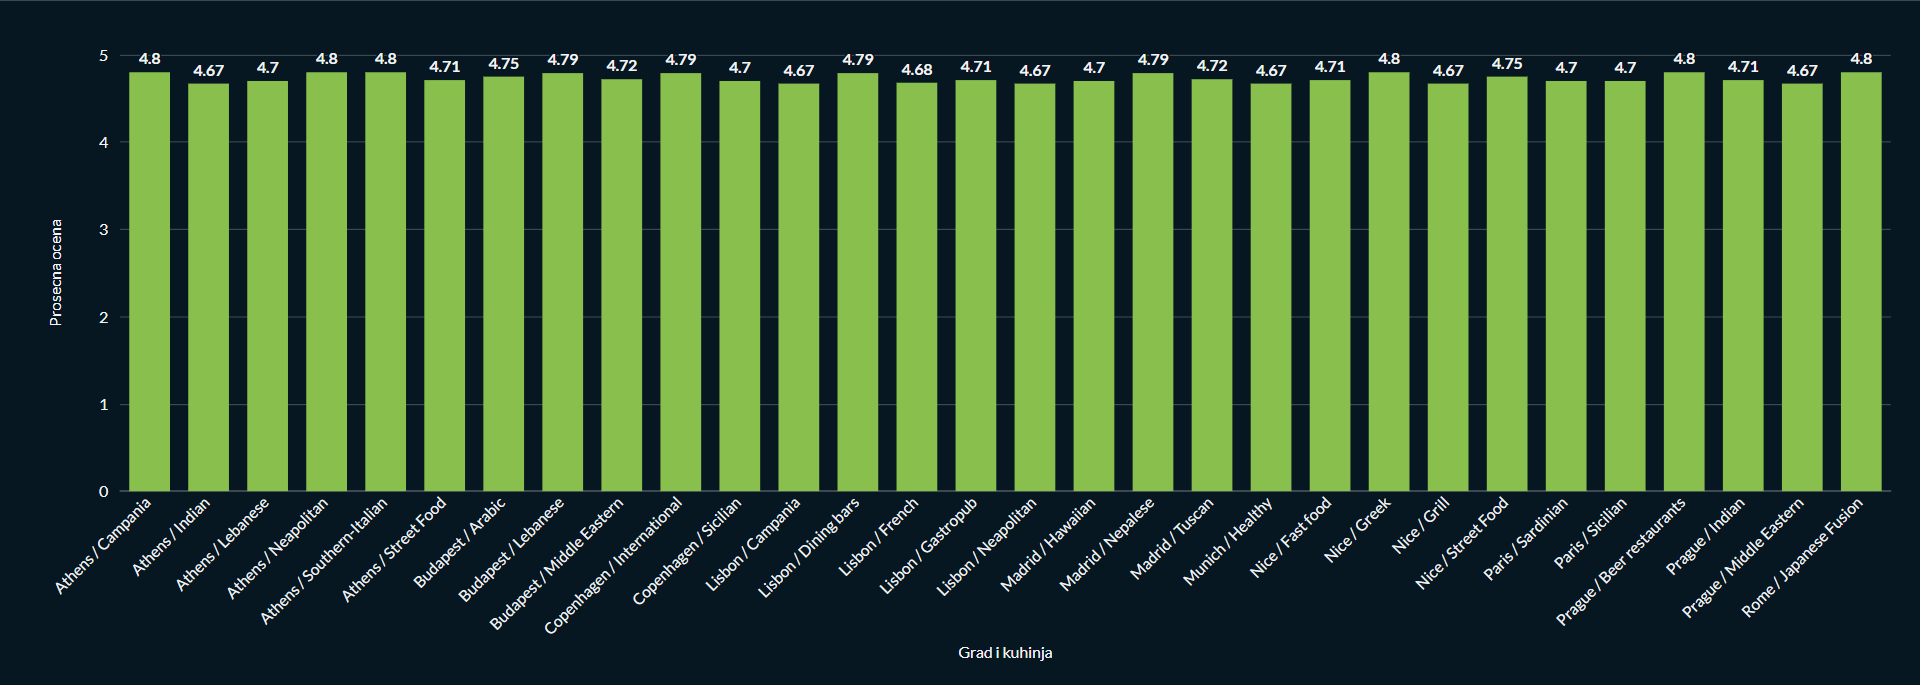 5
4
3
2
1
0
Prosecna ocena
4.8
4.67
4.7
4.8
4.8
4.71
4.75
4.79
4.72
4.79
4.7
4.67
4.79
4.68
4.71
4.67
4.7
4.79
4.72
4.67
4.71
4.8
4.67
4.75
4.7
4.7
4.8
4.71
4.67
4.8
Athens / Campania
Athens / Indian
Athens / Lebanese
Athens / Neapolitan
Athens / Southern-Italian
Athens / Street Food
Budapest / Arabic
Budapest / Lebanese
Budapest / Middle Eastern
Copenhagen / International
Copenhagen / Sicilian
Lisbon / Campania
Lisbon / Dining bars
Lisbon / French
Lisbon / Gastropub
Lisbon / Neapolitan
Madrid / Hawaiian
Madrid / Nepalese
Madrid / Tuscan
Munich / Healthy
Nice / Fast food
Nice / Greek
Nice / Grill
Nice / Street Food
Paris / Sardinian
Paris / Sicilian
Prague / Beer restaurants
Prague / Indian
Prague / Middle Eastern
Rome / Japanese Fusion
Grad i kuhinja